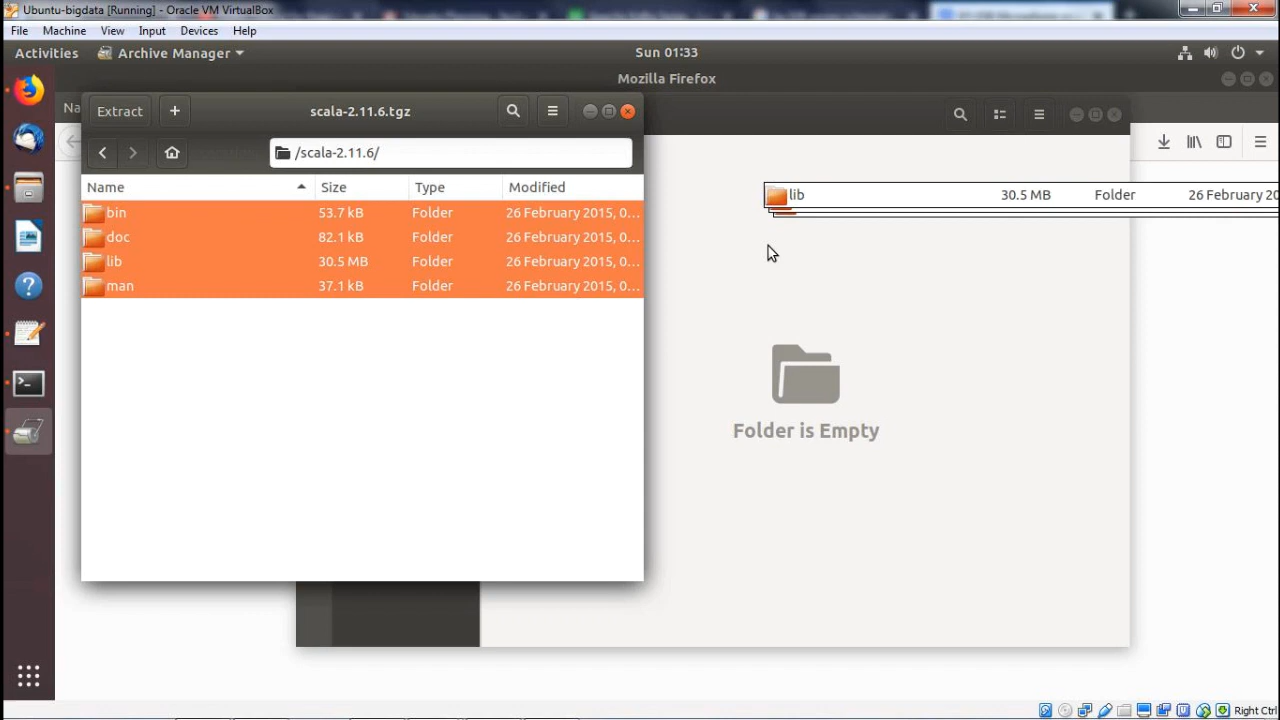 Ubuntu-bigdata [Running] - Oracle VM VirtualBox
File Machine View Input Devices Help
Activities Archive Manager Sun 01:33
Mozilla Firefox
Na
Extract + scala-2.11.6.tgz
/scala-2.11.6/
Name Size Type Modified
bin 53.7 kB Folder 26 February 2015, 0...
doc 82.1 kB Folder 26 February 2015, 0...
lib 30.5 MB Folder 26 February 2015, 0...
man 37.1 kB Folder 26 February 2015, 0...
lib 30.5 MB Folder 26 February 20
Folder is Empty
Right Ctrl